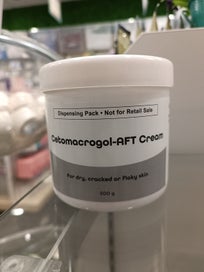 Dispensing Pack • Not for Retail Sale
Cetomacrogol-AFT Cream
For dry, cracked or flaky skin
500 g